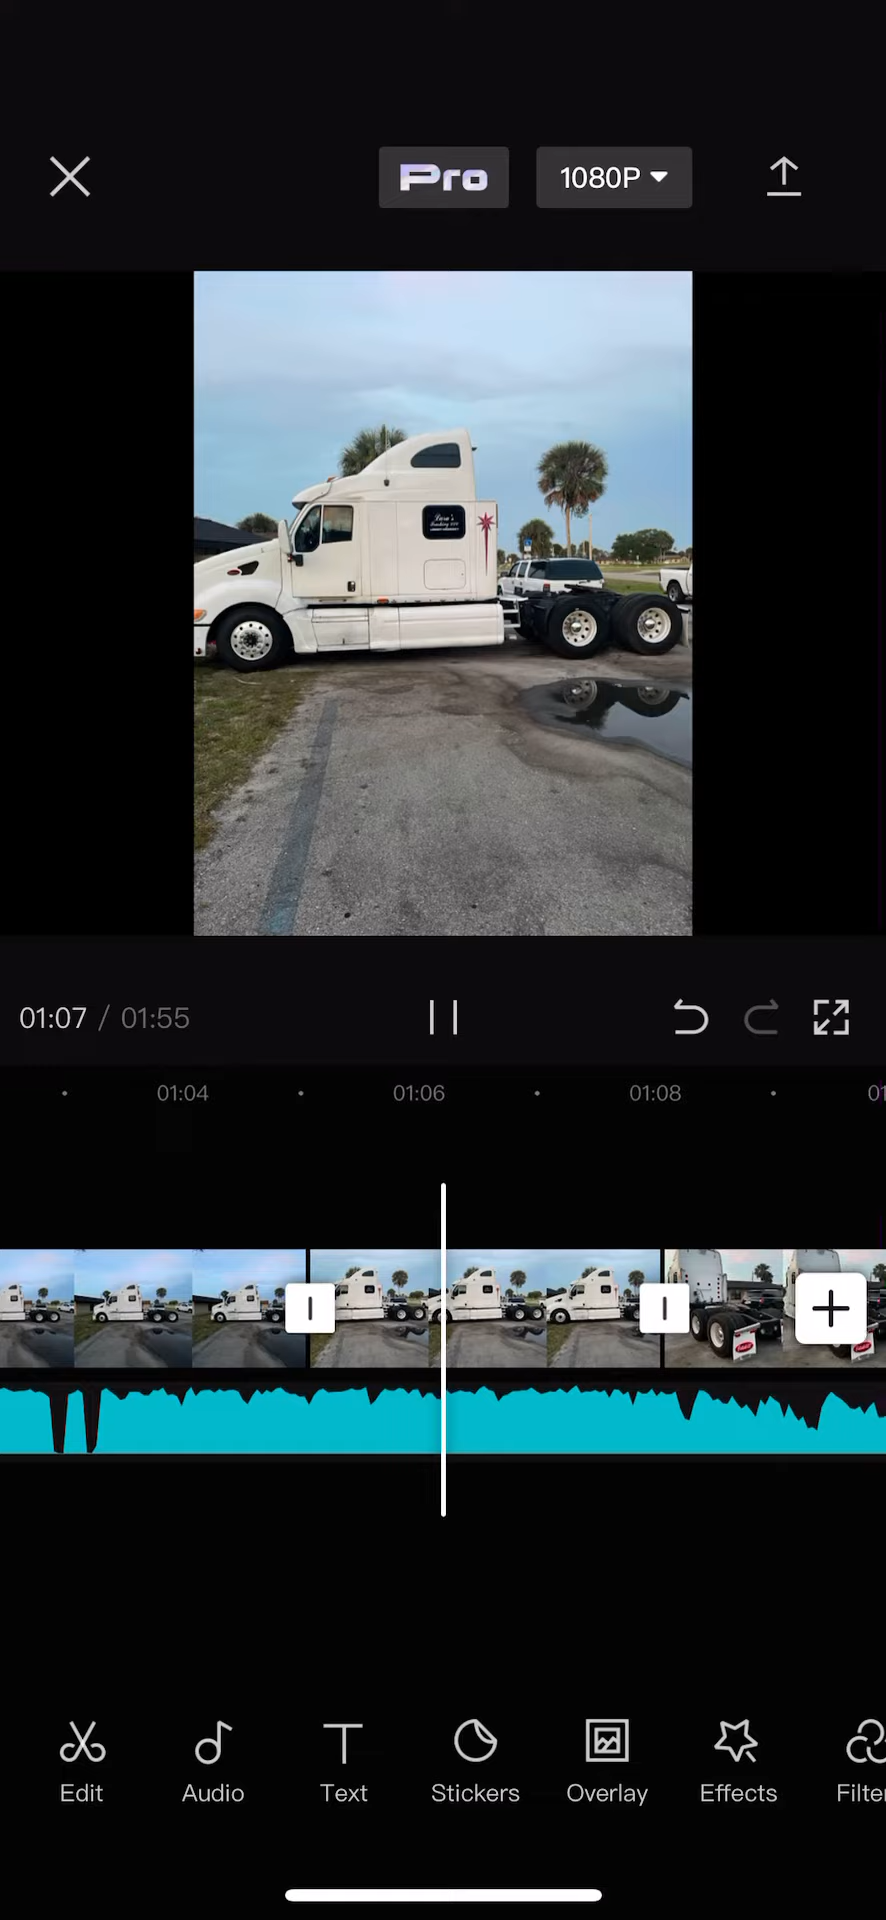 Pro
1080P
01:07 / 01:55
01:04
01:06
01:08
Edit
Audio
Text
Stickers
Overlay
Effects